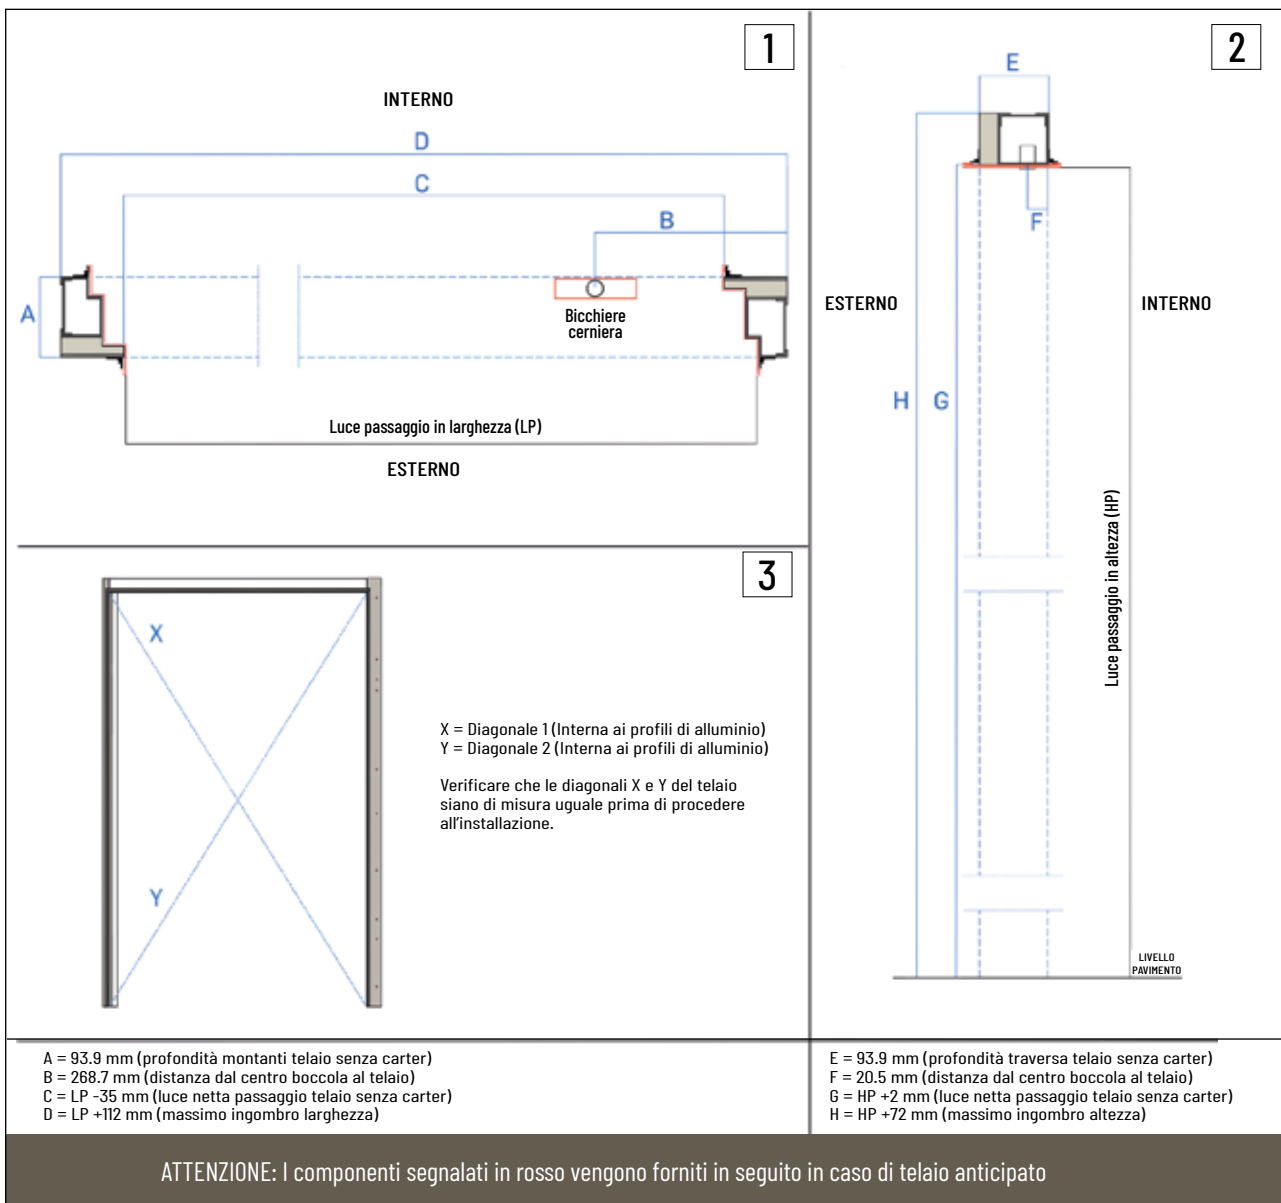 1
INTERNO
D
C
B
A
Bicchiere
cerniera
Luce passaggio in larghezza (LP)
ESTERNO
2
E
F
ESTERNO
INTERNO
H
G
Luce passaggio in altezza (HP)
LIVELLO
PAVIMENTO
3
X
Y
X = Diagonale 1 (Interna ai profili di alluminio)
Y = Diagonale 2 (Interna ai profili di alluminio)
Verificare che le diagonali X e Y del telaio
siano di misura uguale prima di procedere
all'installazione.
A = 93.9 mm (profondità montanti telaio senza carter)
B = 268.7 mm (distanza dal centro boccola al telaio)
C = LP -35 mm (luce netta passaggio telaio senza carter)
D = LP +112 mm (massimo ingombro larghezza)
E = 93.9 mm (profondità traversa telaio senza carter)
F = 20.5 mm (distanza dal centro boccola al telaio)
G = HP +2 mm (luce netta passaggio telaio senza carter)
H = HP +72 mm (massimo ingombro altezza)
ATTENZIONE: I componenti segnalati in rosso vengono forniti in seguito in caso di telaio anticipato